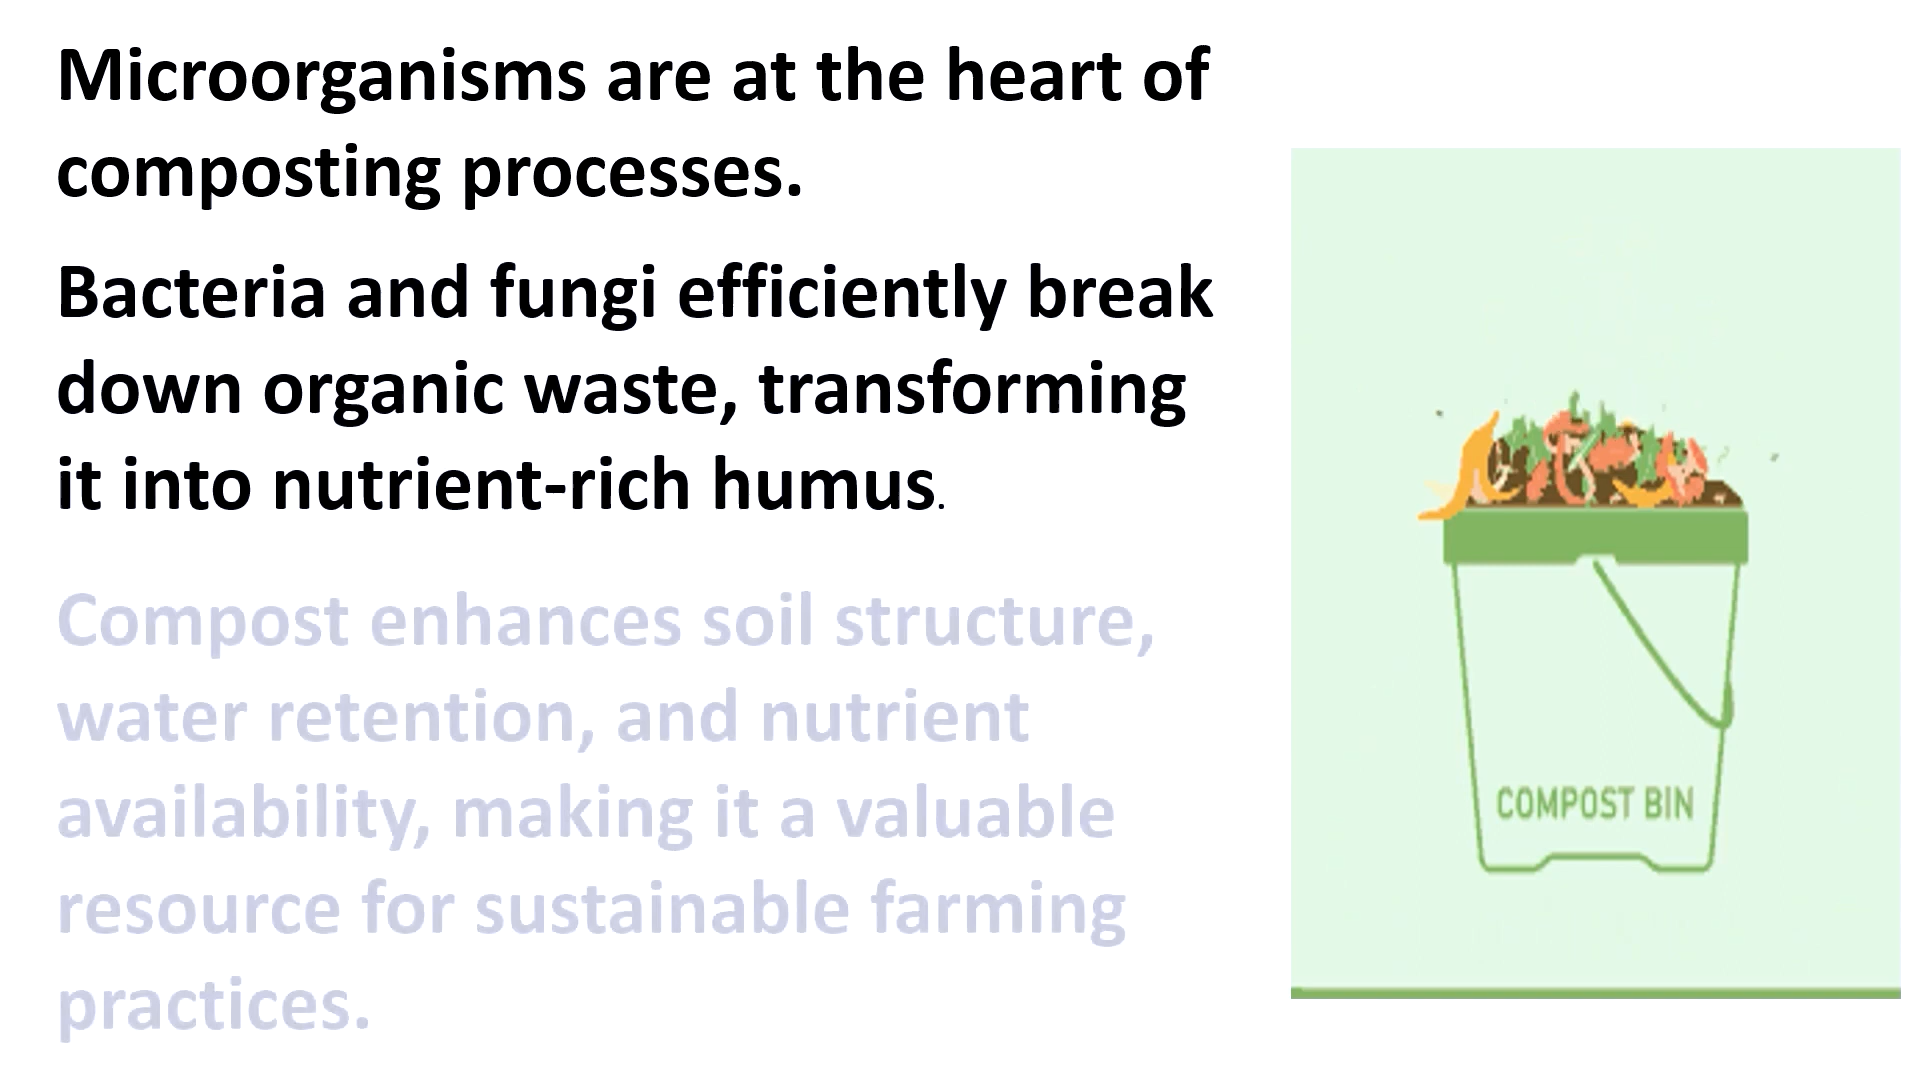 Microorganisms are at the heart of
composting processes.
Bacteria and fungi efficiently break
down organic waste, transforming
it into nutrient-rich humus.
Compost enhances soil structure,
water retention, and nutrient
availability, making it a valuable
resource for sustainable farming
practices.
COMPOST BIN